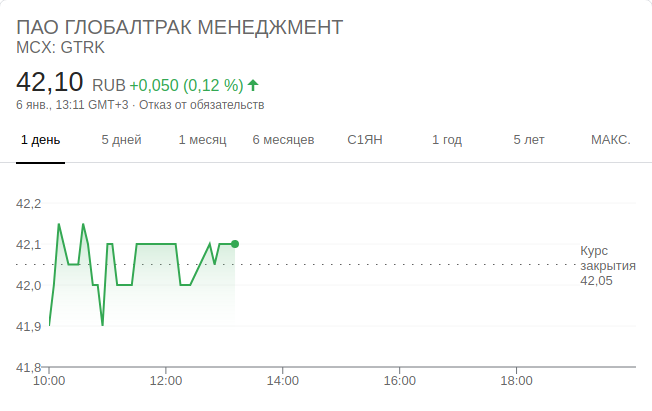 ПАО ГЛОБАЛТРАК МЕНЕДЖМЕНТ
MCX: GTRK
42,10 RUB +0,050 (0,12 %)
6 янв., 13:11 GMT+3 · Отказ от обязательств
1 день 5 дней 1 месяц 6 месяцев С1ЯН 1 год 5 лет МАКС.
42,2
42,1
42,0
41,9
41,8
Курс
закрытия
42,05
10:00 12:00 14:00 16:00 18:00